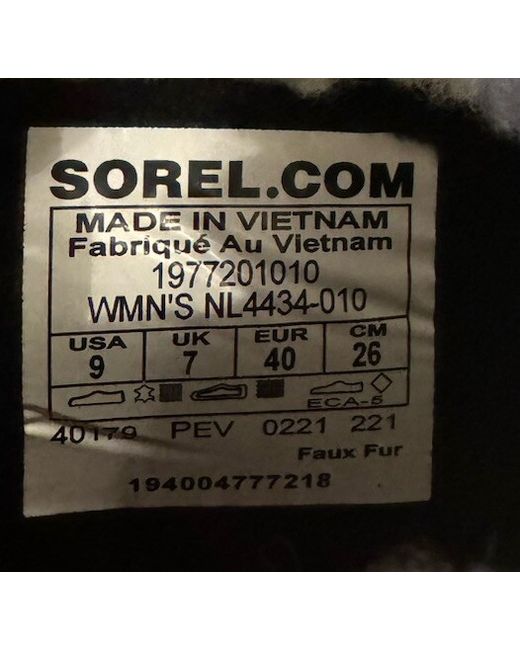 SOREL.COM
MADE IN VIETNAM
Fabriqué Au Vietnam
1977201010
WMN'S NL4434-010
USA UK EUR CM
9 7 40 26
ECA-5
40179 PEV 0221 221
Faux Fur
194004777218